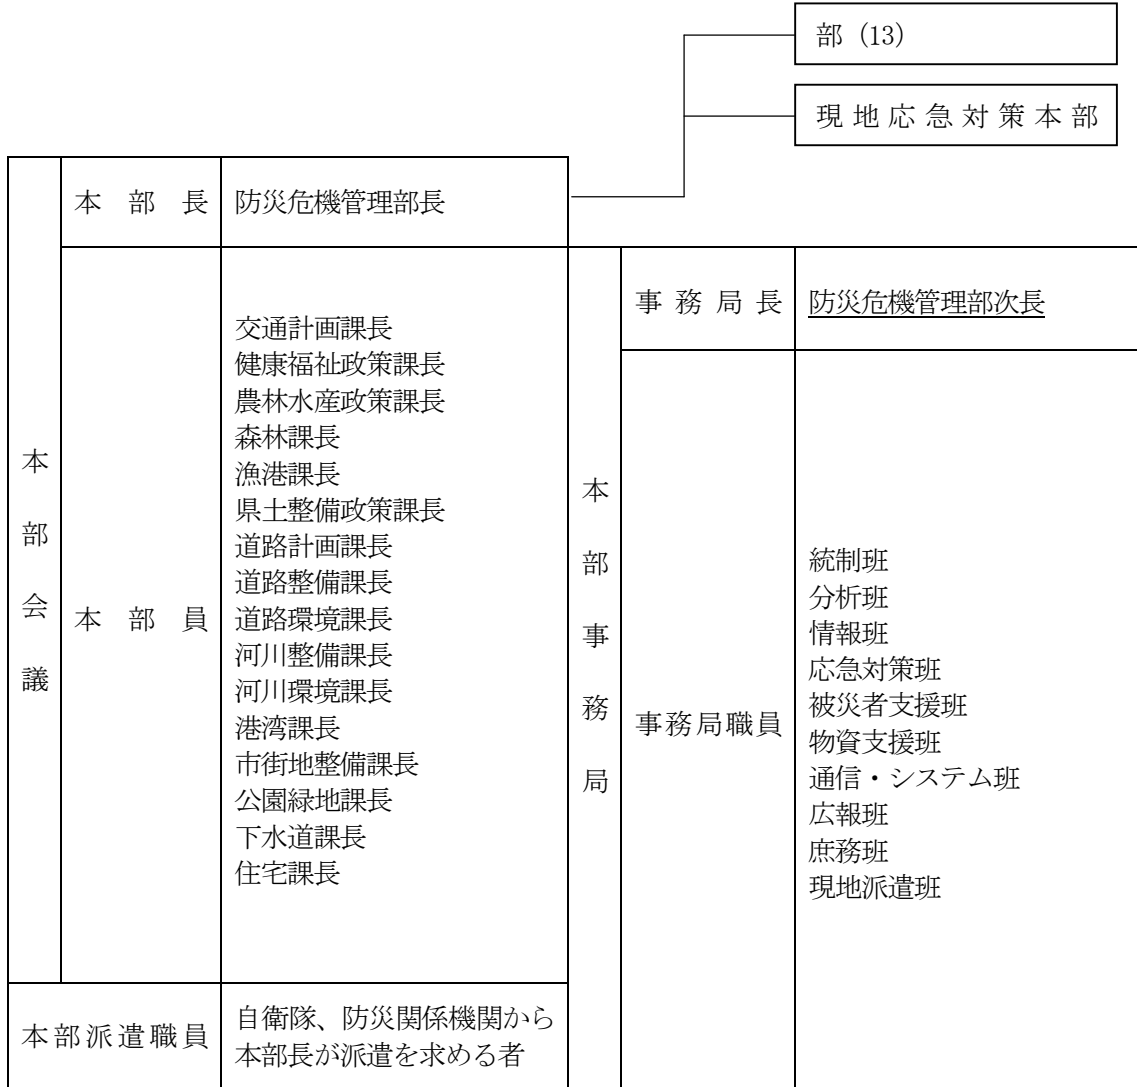 部（13）
現地応急対策本部
本部会議
本部長
防災危機管理部長
本部員
交通計画課長
健康福祉政策課長
農林水産政策課長
森林課長
漁港課長
県土整備政策課長
道路計画課長
道路整備課長
道路環境課長
河川整備課長
河川環境課長
港湾課長
市街地整備課長
公園緑地課長
下水道課長
住宅課長
本部派遣職員
自衛隊、防災関係機関から
本部長が派遣を求める者
本部事務局
事務局長
防災危機管理部次長
事務局職員
統制班
分析班
情報班
応急対策班
被災者支援班
物資支援班
通信・システム班
広報班
庶務班
現地派遣班